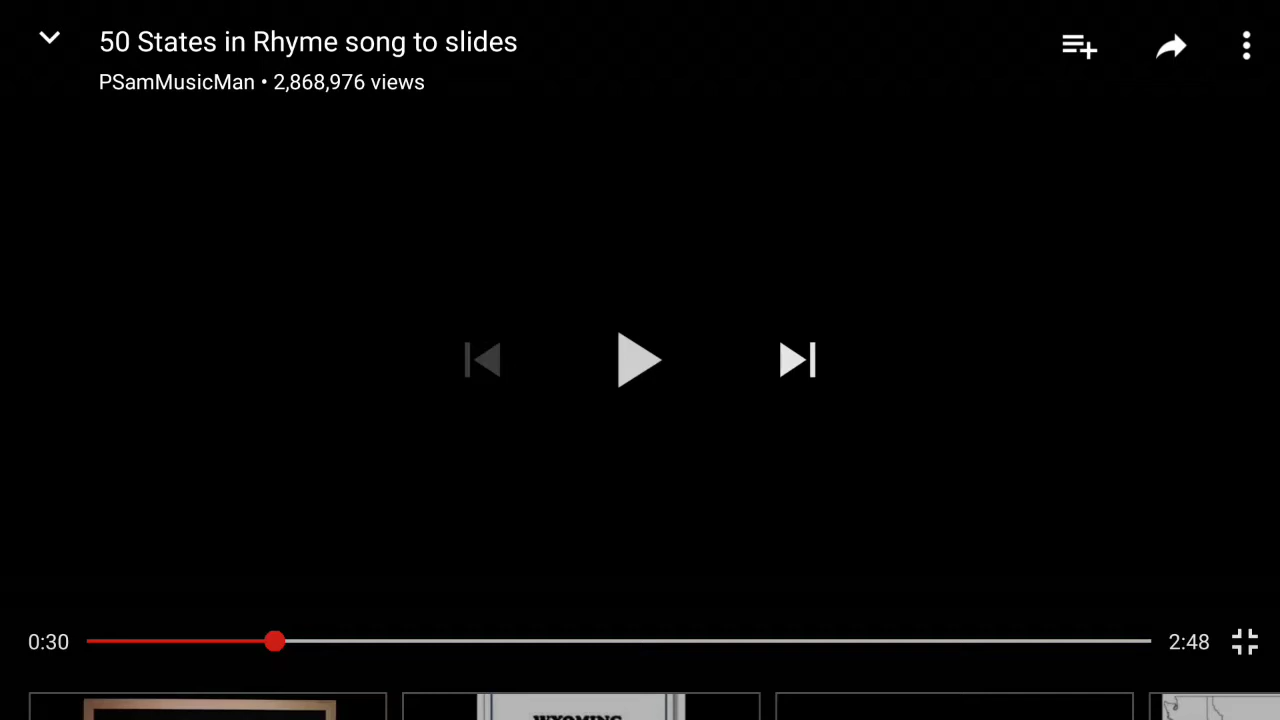 50 States in Rhyme song to slides
PSamMusicMan • 2,868,976 views
0:30
2:48
WYOMING